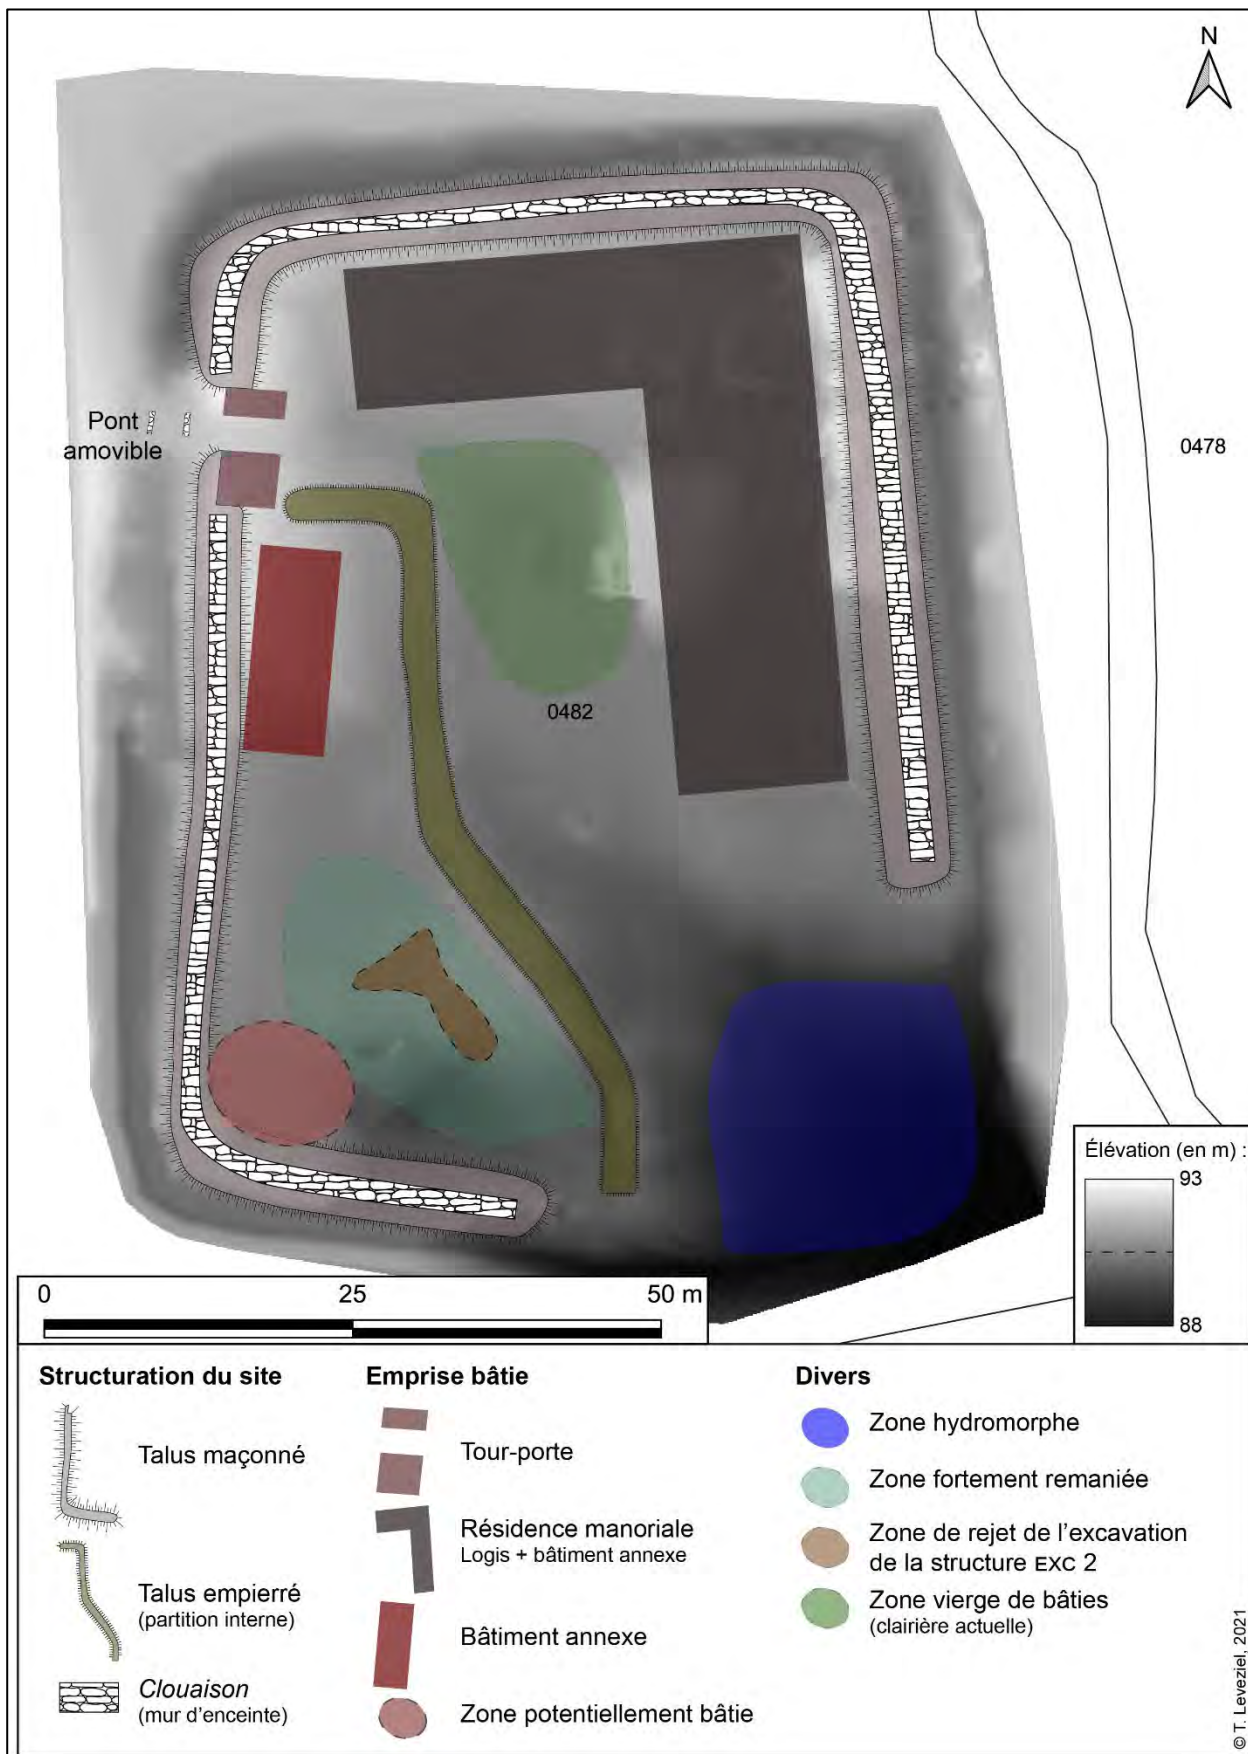 N
Pont
amovible
0478
0482
Élévation (en m) :
93
88
0 25 50 m
Structuration du site
Talus maçonné
Talus empierré
(partition interne)
Clouaison
(mur d'enceinte)
Emprise bâtie
Tour-porte
Résidence manoriale
Logis + bâtiment annexe
Bâtiment annexe
Zone potentiellement bâtie
Divers
Zone hydromorphe
Zone fortement remaniée
Zone de rejet de l'excavation
de la structure EXC 2
Zone vierge de bâties
(clairière actuelle)
© T. Leveziel, 2021